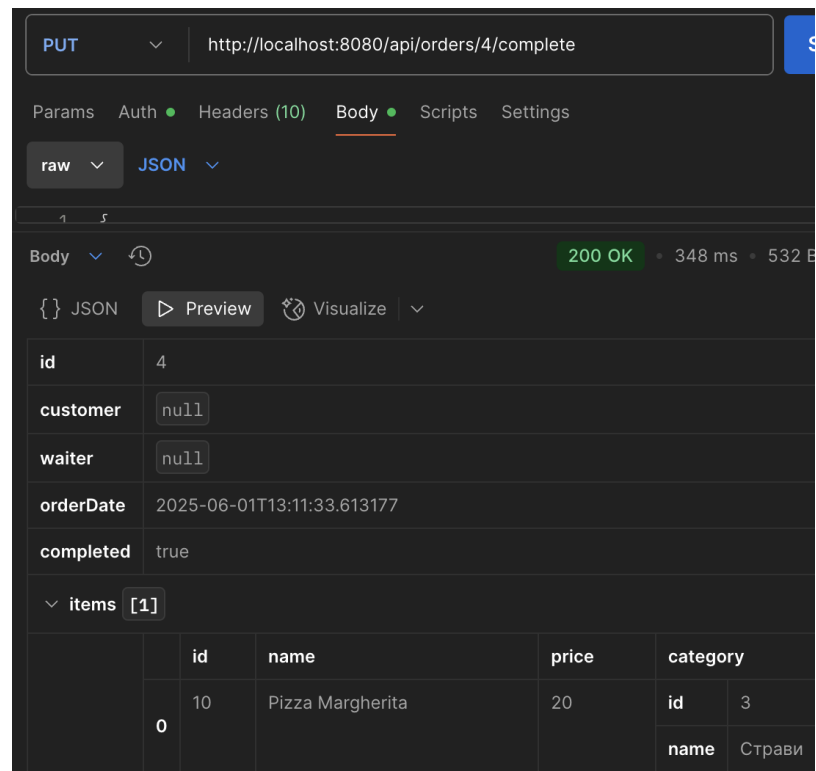 PUT http://localhost:8080/api/orders/4/complete
Params Auth Headers (10) Body Scripts Settings
raw JSON
1 {
Body 200 OK 348 ms 532 B
{} JSON Preview Visualize
id 4
customer null
waiter null
orderDate 2025-06-01T13:11:33.613177
completed true
items [1]
id name price category
0 10 Pizza Margherita 20 id 3
name Страви